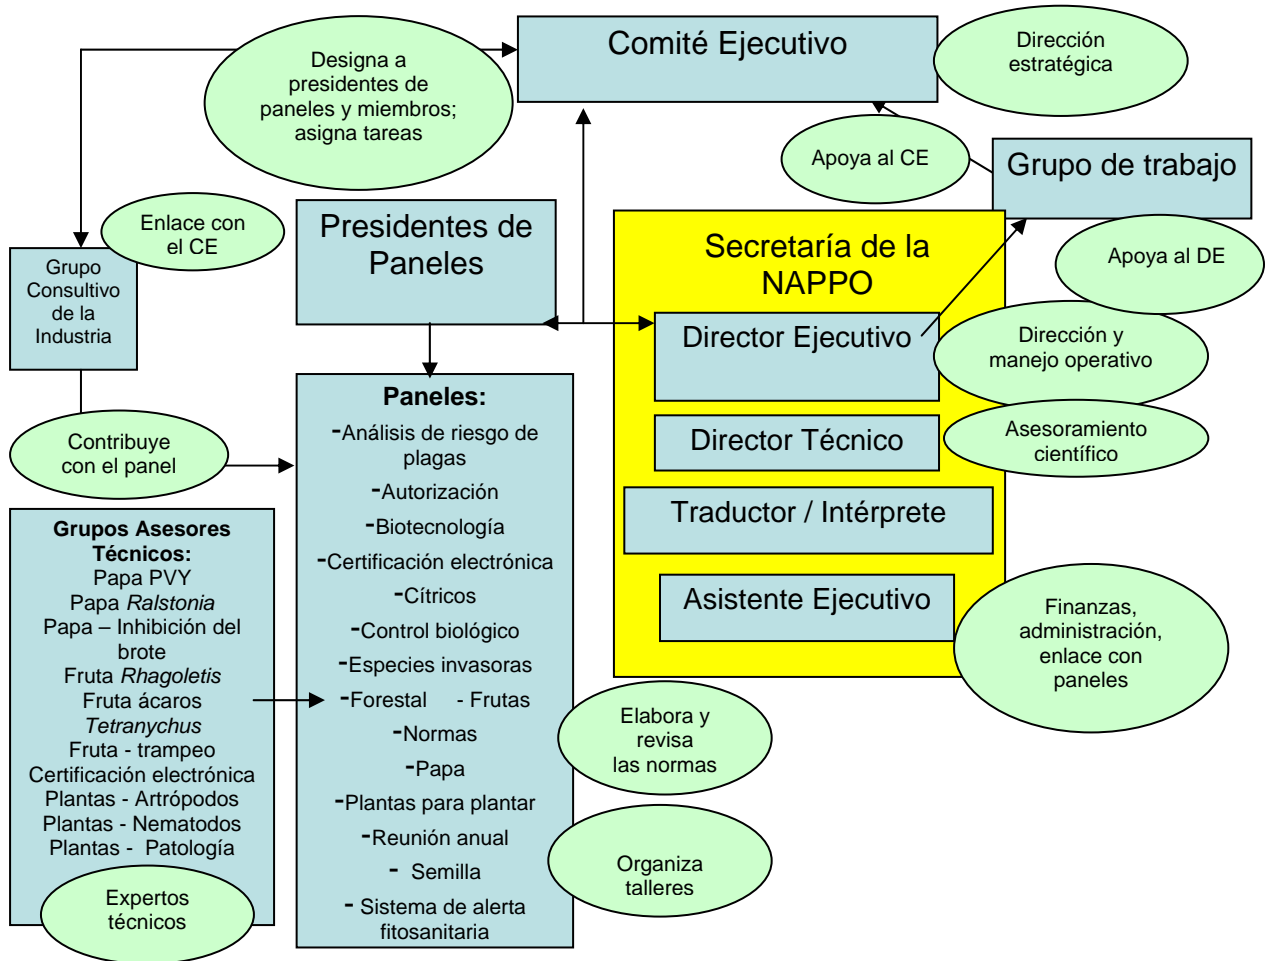 Comité Ejecutivo
Dirección
estratégica
Designa a
presidentes de
paneles y miembros;
asigna tareas
Apoya al CE
Grupo de trabajo
Enlace con
el CE
Presidentes de
Paneles
Secretaría de la
NAPPO
Apoya al DE
Grupo
Consultivo
de la
Industria
Director Ejecutivo
Dirección y
manejo operativo
Director Técnico
Asesoramiento
científico
Traductor / Intérprete
Asistente Ejecutivo
Finanzas,
administración,
enlace con
paneles
Contribuye
con el panel
Paneles:
-Análisis de riesgo de
plagas
-Autorización
-Biotecnología
-Certificación electrónica
-Cítricos
-Control biológico
-Especies invasoras
-Forestal - Frutas
-Normas
-Papa
-Plantas para plantar
-Reunión anual
- Semilla
- Sistema de alerta
fitosanitaria
Elabora y
revisa
las normas
Organiza
talleres
Grupos Asesores
Técnicos:
Papa PVY
Papa Ralstonia
Papa – Inhibición del
brote
Fruta Rhagoletis
Fruta ácaros
Tetranychus
Fruta - trampeo
Certificación electrónica
Plantas - Artrópodos
Plantas - Nematodos
Plantas - Patología
Expertos
técnicos